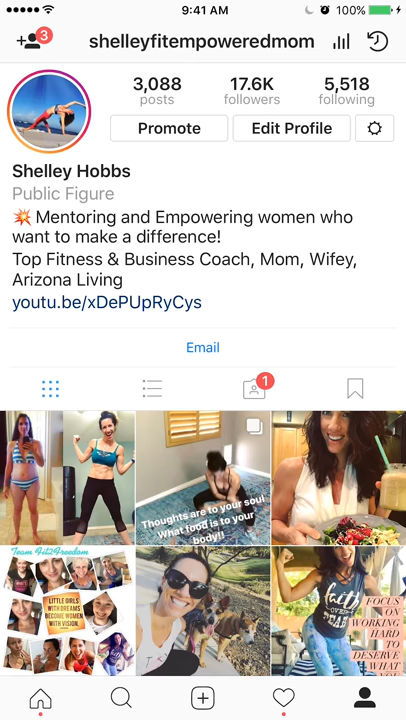 9:41 AM
100%
3
shelleyfitempoweredmom
3,088
17.6K
5,518
posts
followers
following
Promote
Edit Profile
Shelley Hobbs
Public Figure
💥 Mentoring and Empowering women who
want to make a difference!
Top Fitness & Business Coach, Mom, Wifey,
Arizona Living
youtu.be/xDePUpRyCys
Email
1
Thoughts are to your soul
What food is to your
body!!
Team Fit2Freedom
LITTLE GIRLS
WITH DREAMS
BECOME WOMEN
WITH VISION.
faith
OVER
FEAR
FOCUS
ON
WORKING
HARD
TO
DESERVE
WHAT